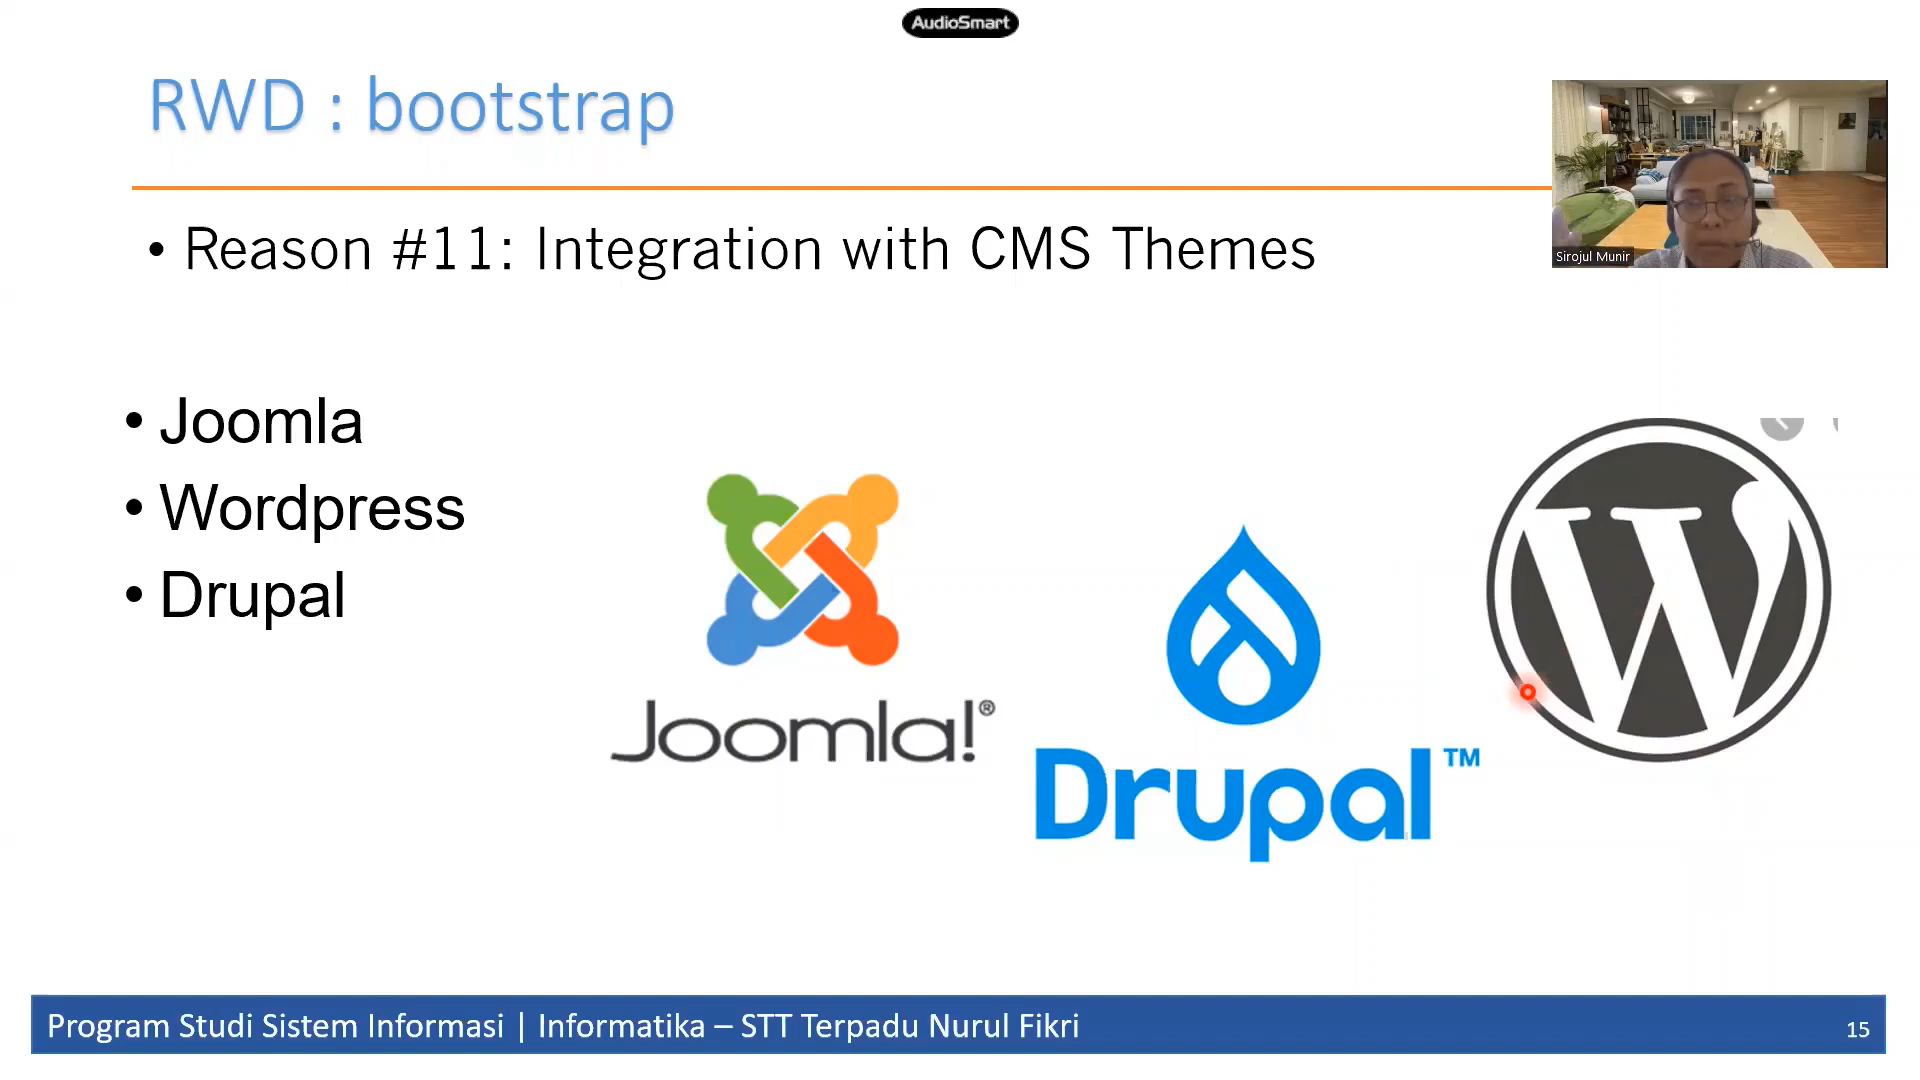 AudioSmart
RWD : bootstrap
Sirojul Munir
• Reason #11: Integration with CMS Themes
• Joomla
• Wordpress
• Drupal
Joomla!®
Drupal™
W
Program Studi Sistem Informasi | Informatika – STT Terpadu Nurul Fikri
15